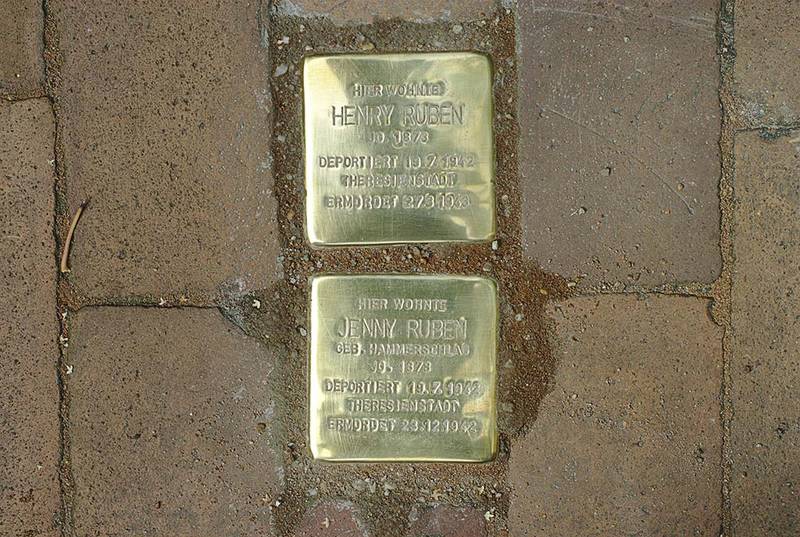 HIER WOHNTE
HENRY RUBEN
JG. 1873
DEPORTIERT 19.7.1942
THERESIENSTADT
ERMORDET 27.3.1943
HIER WOHNTE
JENNY RUBEN
GEB. HAMMERSCHLAG
JG. 1873
DEPORTIERT 19.7.1942
THERESIENSTADT
ERMORDET 23.12.1942